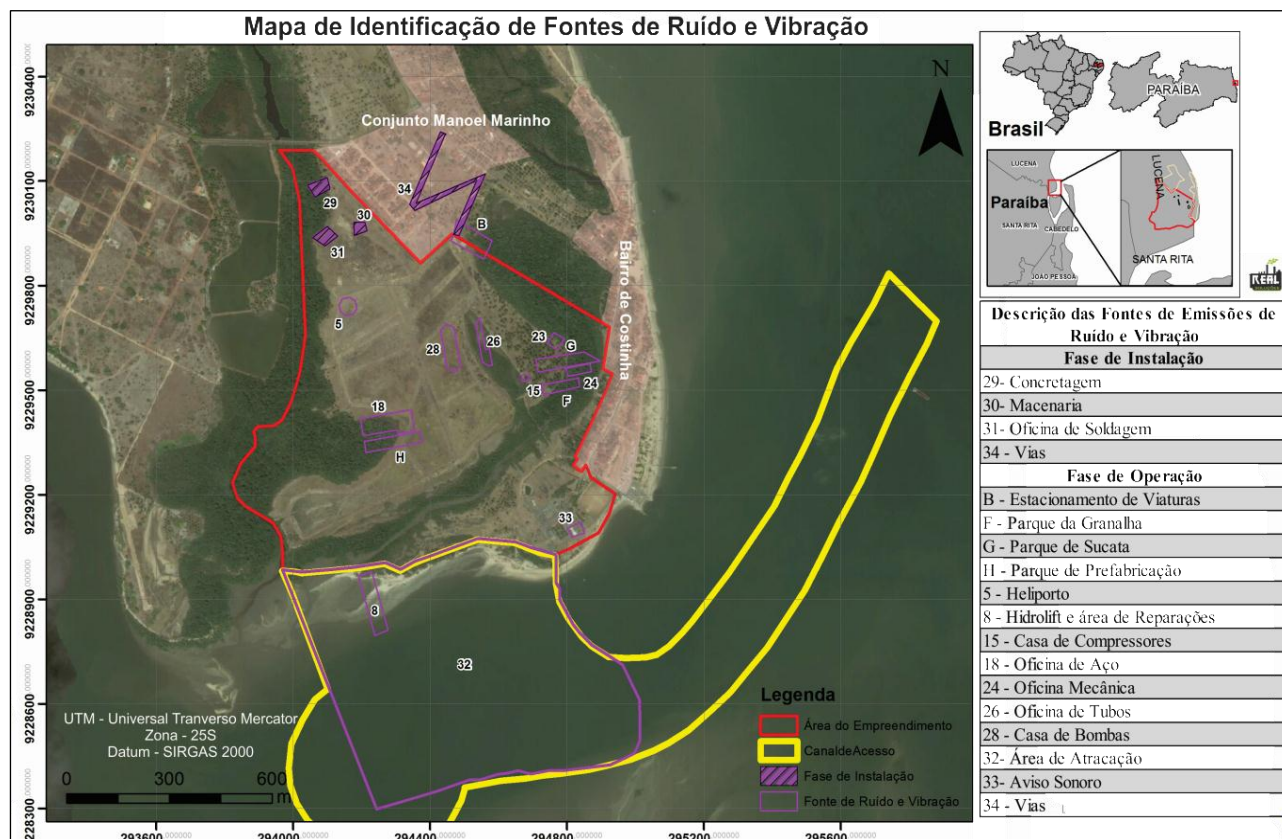 Mapa de Identificação de Fontes de Ruído e Vibração
N
Conjunto Manoel Marinho
Bairro de Costinha
34
29
30
31
B
5
28
26
23
G
15
24
F
18
H
33
8
32
UTM - Universal Tranverso Mercator
Zona - 25S
Datum - SIRGAS 2000
0 300 600
m
Legenda
Área do Empreendimento
CanaldeAcesso
Fase de Instalação
Fonte de Ruído e Vibração
9230400
9230100
9229800
9229500
9229200
9228900
9228600
9228300
293600
294000
294400
294800
295200
295600
Brasil
PARAÍBA
LUCENA
Paraíba
SANTA RITA
CABEDELO
JOAO PESSOA
LUCENA
SANTA RITA
REAL
Descrição das Fontes de Emissões de
Ruído e Vibração
Fase de Instalação
29- Concretagem
30- Macenaria
31- Oficina de Soldagem
34 - Vias
Fase de Operação
B - Estacionamento de Viaturas
F - Parque da Granalha
G - Parque de Sucata
H - Parque de Prefabricação
5 - Heliporto
8 - Hidrolift e área de Reparações
15 - Casa de Compressores
18 - Oficina de Aço
24 - Oficina Mecânica
26 - Oficina de Tubos
28 - Casa de Bombas
32- Área de Atracação
33- Aviso Sonoro
34 - Vias